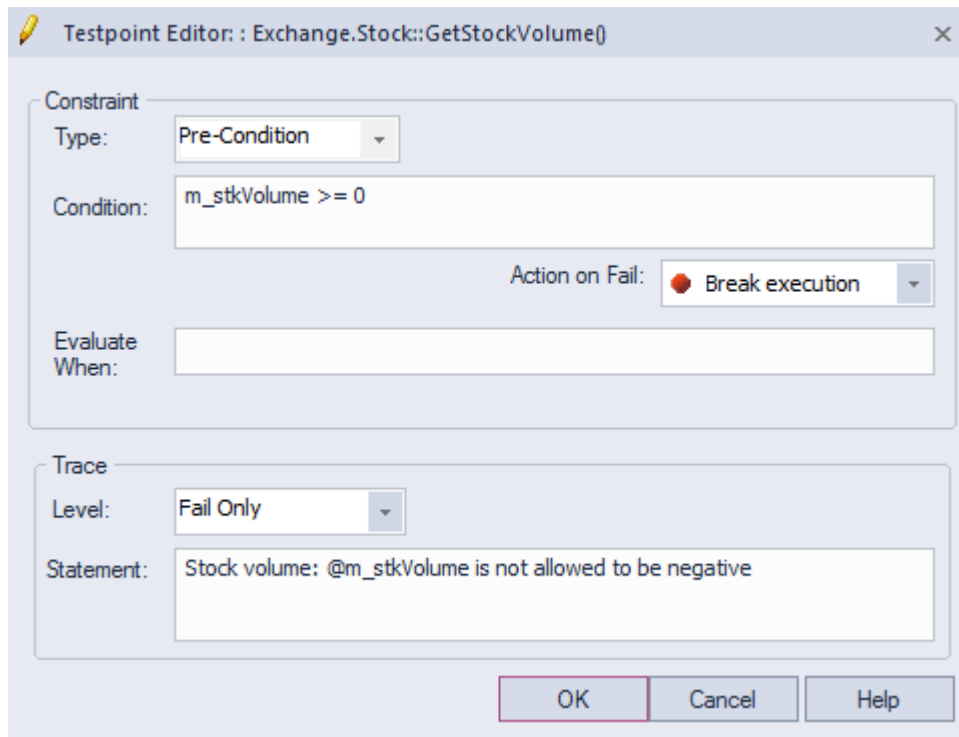 Testpoint Editor: : Exchange.Stock::GetStockVolume()
Constraint
Type: Pre-Condition
Condition: m_stkVolume >= 0
Action on Fail: Break execution
Evaluate
When:
Trace
Level: Fail Only
Statement: Stock volume: @m_stkVolume is not allowed to be negative
OK Cancel Help